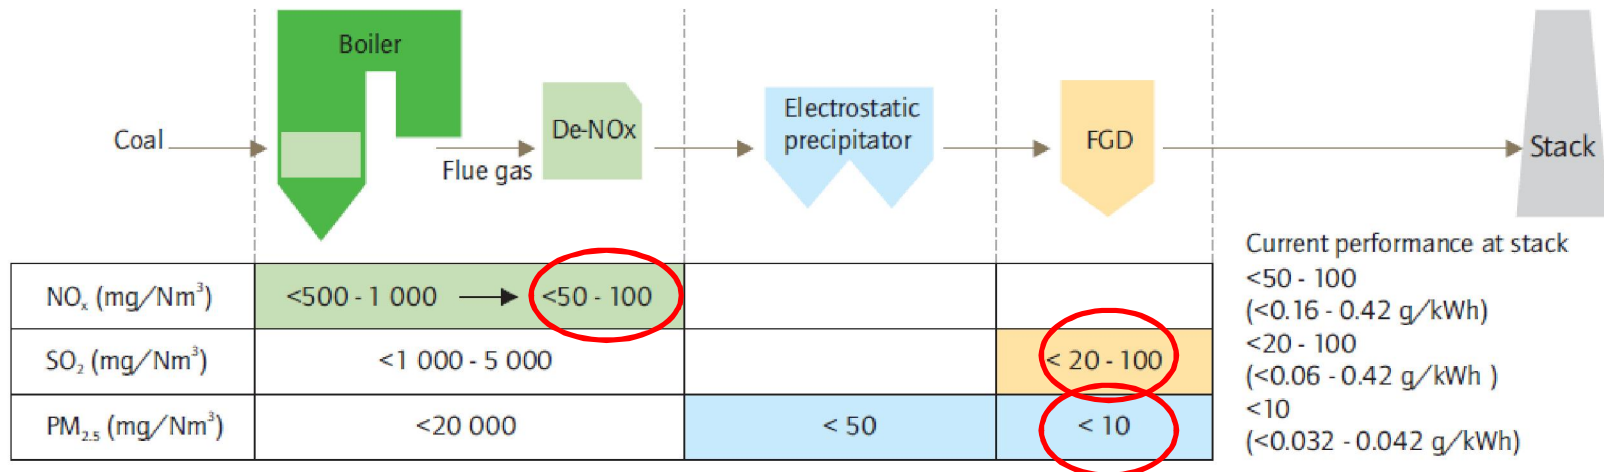 Boiler
Coal
Flue gas
De-NOx
Electrostatic
precipitator
FGD
Stack
Current performance at stack
NOₓ (mg/Nm³) <500 - 1 000 <50 - 100 <50 - 100
(<0.16 - 0.42 g/kWh)
SO₂ (mg/Nm³) <1 000 - 5 000 < 20 - 100 <20 - 100
(<0.06 - 0.42 g/kWh )
PM₂.₅ (mg/Nm³) <20 000 < 50 < 10 <10
(<0.032 - 0.042 g/kWh)